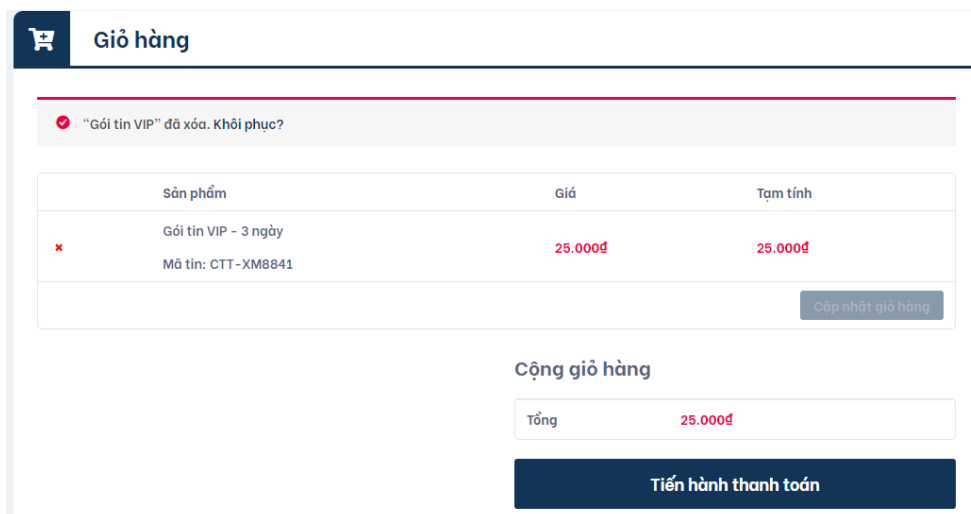 Giỏ hàng
“Gói tin VIP” đã xóa. Khôi phục?
Sản phẩm Giá Tạm tính
Gói tin VIP - 3 ngày
Mã tin: CTT-XM8841
25.000₫ 25.000₫
Cập nhật giỏ hàng
Cộng giỏ hàng
Tổng 25.000₫
Tiến hành thanh toán